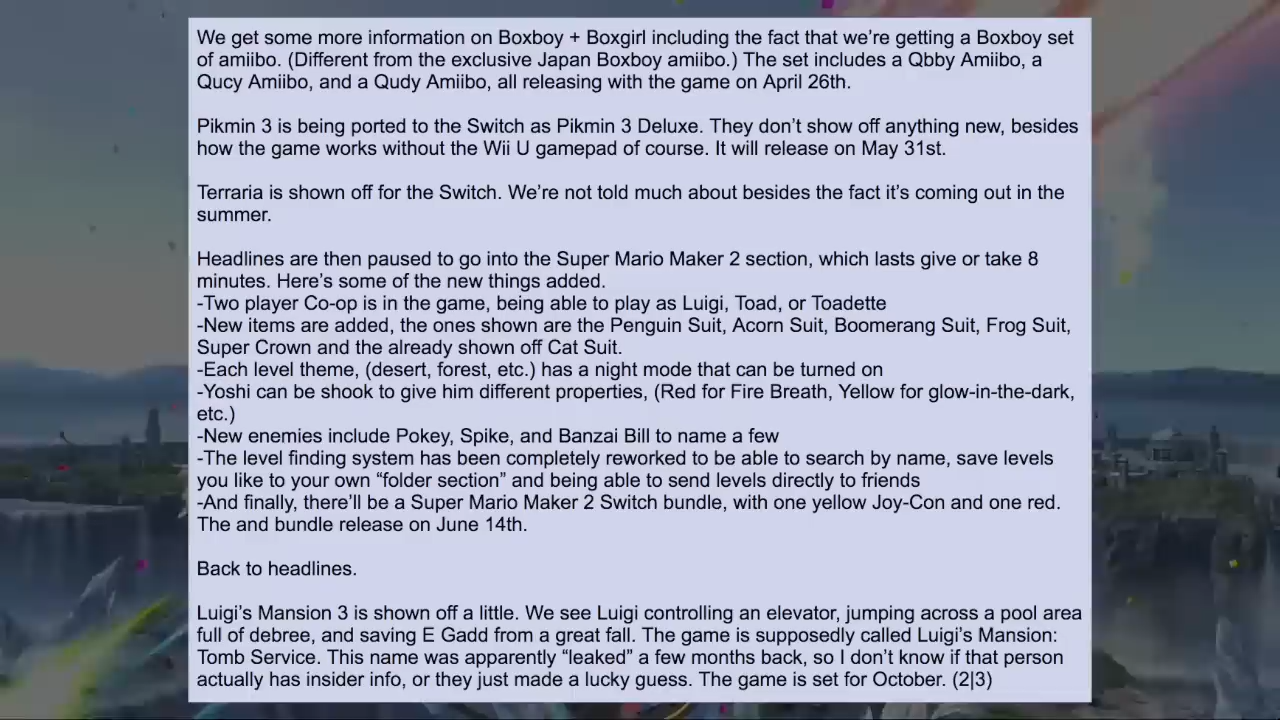 We get some more information on Boxboy + Boxgirl including the fact that we're getting a Boxboy set
of amiibo. (Different from the exclusive Japan Boxboy amiibo.) The set includes a Qbby Amiibo, a
Qucy Amiibo, and a Qudy Amiibo, all releasing with the game on April 26th.
Pikmin 3 is being ported to the Switch as Pikmin 3 Deluxe. They don't show off anything new, besides
how the game works without the Wii U gamepad of course. It will release on May 31st.
Terraria is shown off for the Switch. We're not told much about besides the fact it's coming out in the
summer.
Headlines are then paused to go into the Super Mario Maker 2 section, which lasts give or take 8
minutes. Here's some of the new things added.
-Two player Co-op is in the game, being able to play as Luigi, Toad, or Toadette
-New items are added, the ones shown are the Penguin Suit, Acorn Suit, Boomerang Suit, Frog Suit,
Super Crown and the already shown off Cat Suit.
-Each level theme, (desert, forest, etc.) has a night mode that can be turned on
-Yoshi can be shook to give him different properties, (Red for Fire Breath, Yellow for glow-in-the-dark,
etc.)
-New enemies include Pokey, Spike, and Banzai Bill to name a few
-The level finding system has been completely reworked to be able to search by name, save levels
you like to your own “folder section” and being able to send levels directly to friends
-And finally, there'll be a Super Mario Maker 2 Switch bundle, with one yellow Joy-Con and one red.
The and bundle release on June 14th.
Back to headlines.
Luigi's Mansion 3 is shown off a little. We see Luigi controlling an elevator, jumping across a pool area
full of debree, and saving E Gadd from a great fall. The game is supposedly called Luigi's Mansion:
Tomb Service. This name was apparently “leaked” a few months back, so I don't know if that person
actually has insider info, or they just made a lucky guess. The game is set for October. (2|3)